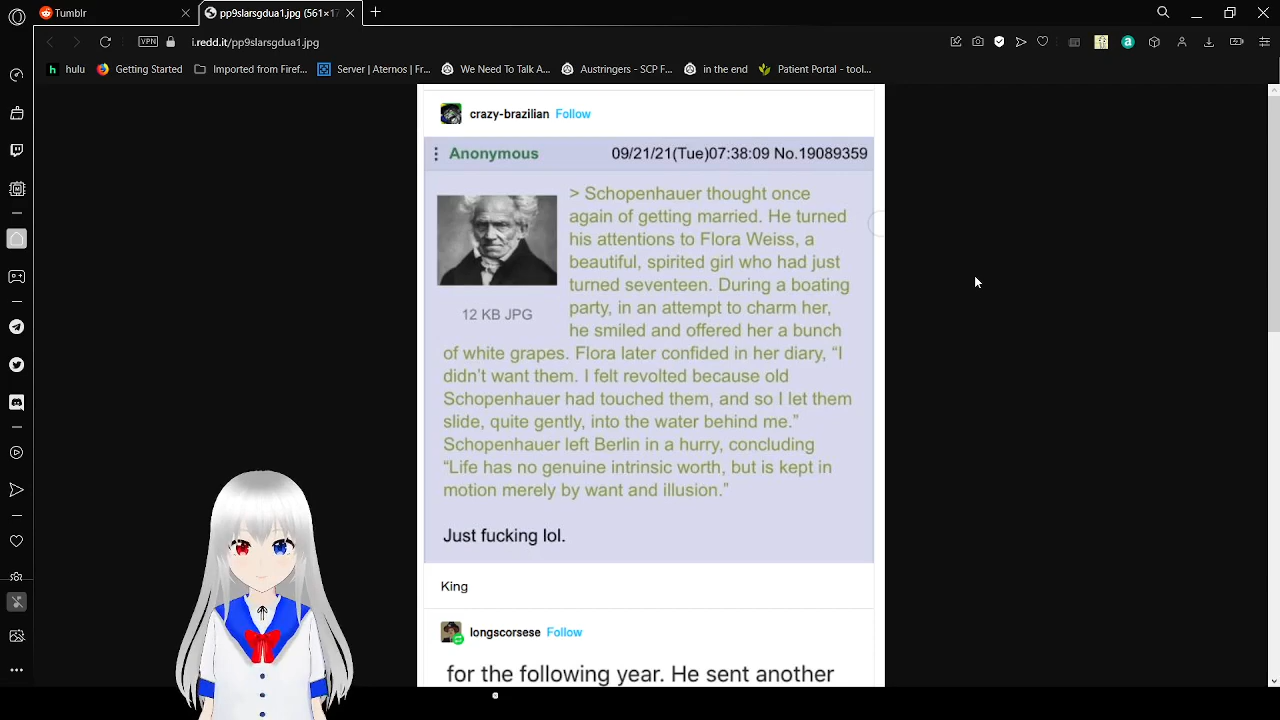 Tumblr
pp9slarsgdua1.jpg (561×17
VPN
i.redd.it/pp9slarsgdua1.jpg
hulu
Getting Started
Imported from Firef...
Server | Aternos | Fr...
We Need To Talk A...
Austringers - SCP F...
in the end
Patient Portal - tool...
crazy-brazilian Follow
Anonymous 09/21/21(Tue)07:38:09 No.19089359
> Schopenhauer thought once
again of getting married. He turned
his attentions to Flora Weiss, a
beautiful, spirited girl who had just
turned seventeen. During a boating
party, in an attempt to charm her,
he smiled and offered her a bunch
12 KB JPG
of white grapes. Flora later confided in her diary, “I
didn’t want them. I felt revolted because old
Schopenhauer had touched them, and so I let them
slide, quite gently, into the water behind me.”
Schopenhauer left Berlin in a hurry, concluding
“Life has no genuine intrinsic worth, but is kept in
motion merely by want and illusion.”
Just fucking lol.
King
longscorsese Follow
for the following year. He sent another